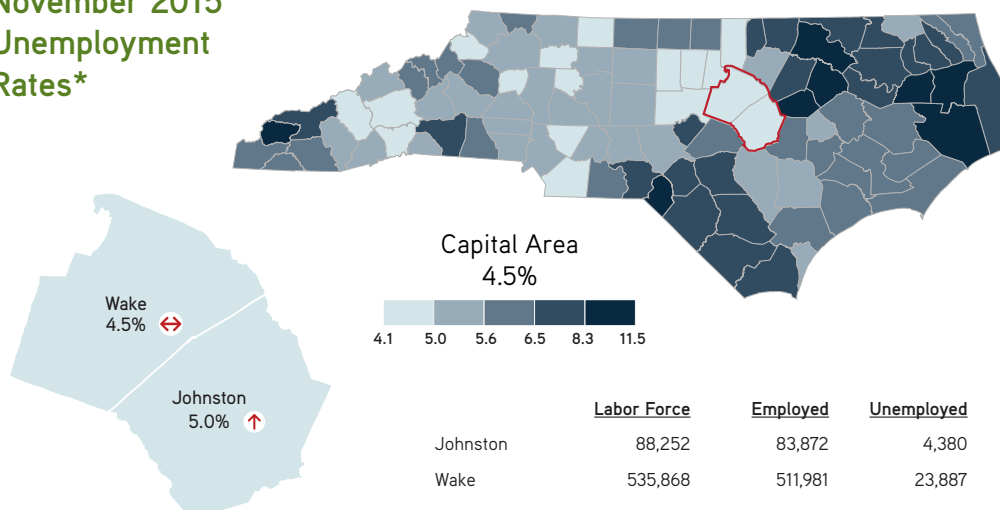 November 2015
Unemployment
Rates*
Capital Area
4.5%
4.1 5.0 5.6 6.5 8.3 11.5
Wake
4.5%
Johnston
5.0%
Labor Force Employed Unemployed
Johnston 88,252 83,872 4,380
Wake 535,868 511,981 23,887